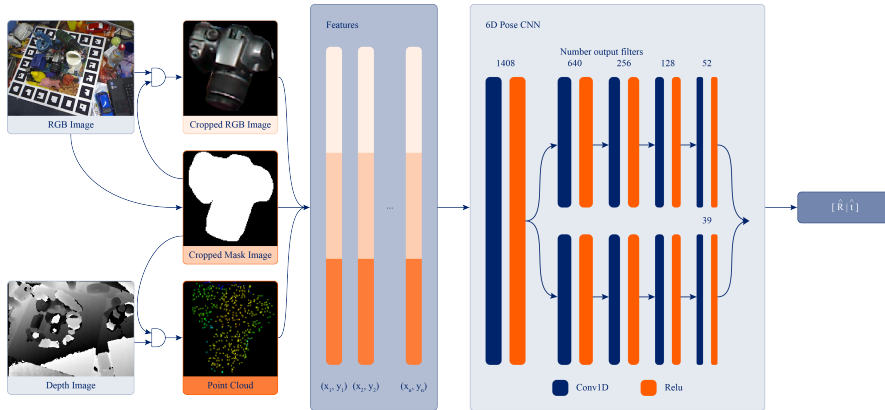 RGB Image
Cropped RGB Image
Cropped Mask Image
Depth Image
Point Cloud
Features
(x₁, y₁) (x₂, y₂) (xₙ, yₙ)
...
6D Pose CNN
Number output filters
1408 640 256 128 52
39
Conv1D Relu
[ R̂ | t̂ ]